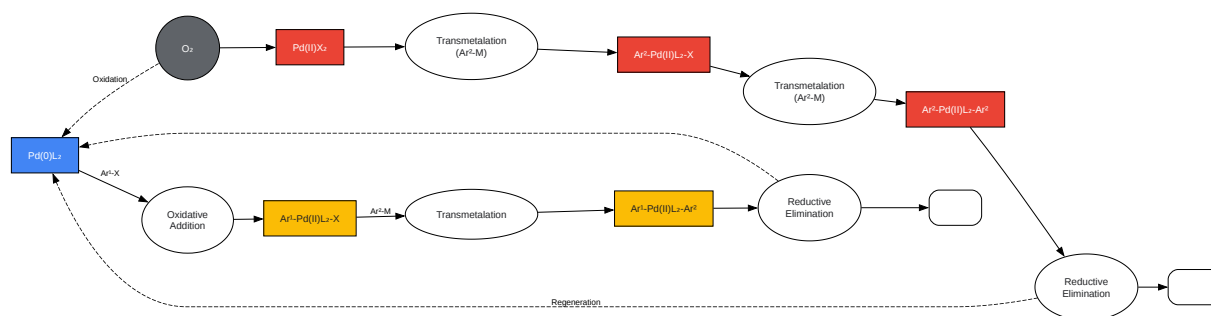 O₂
Pd(II)X₂
Transmetalation
(Ar²-M)
Ar²-Pd(II)L₂-X
Transmetalation
(Ar²-M)
Ar²-Pd(II)L₂-Ar²
Oxidation
Pd(0)L₂
Ar¹-X
Oxidative
Addition
Ar¹-Pd(II)L₂-X
Ar²-M
Transmetalation
Ar¹-Pd(II)L₂-Ar²
Reductive
Elimination
Reductive
Elimination
Regeneration